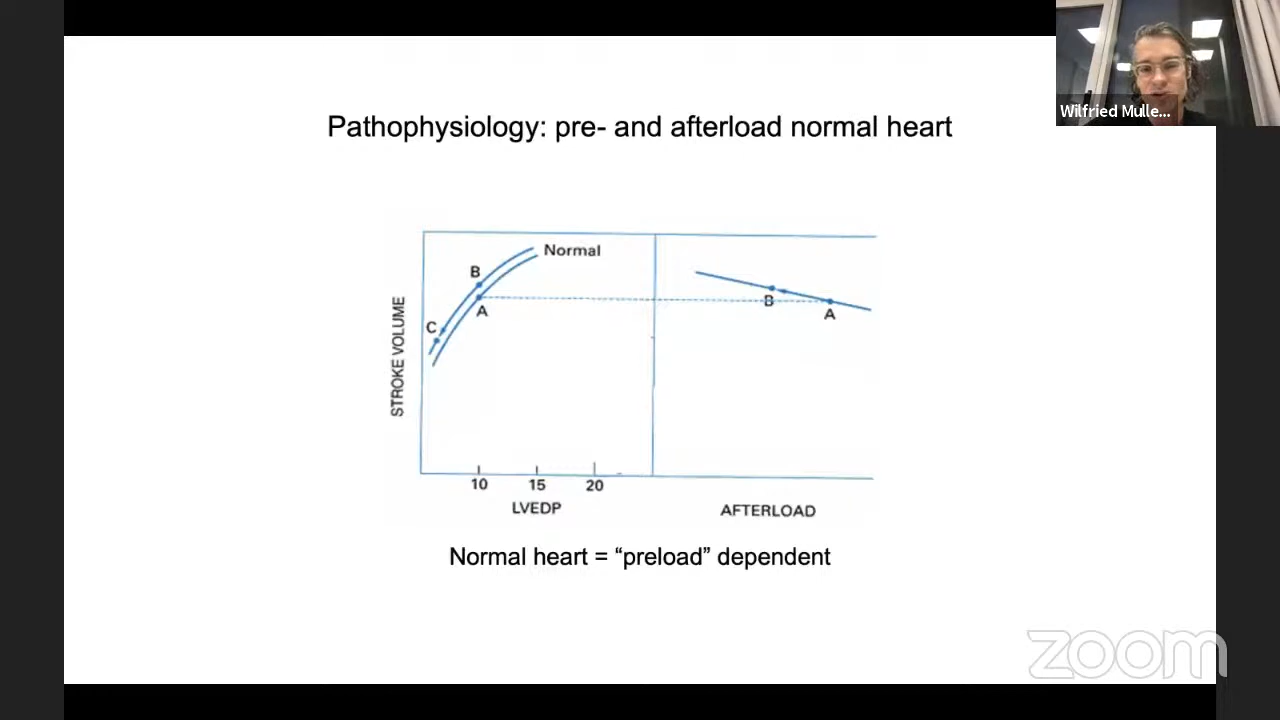 Wilfried Mulle...
Pathophysiology: pre- and afterload normal heart
Normal
B
A
C
B
A
STROKE VOLUME
10 15 20
LVEDP
AFTERLOAD
Normal heart = “preload” dependent
zoom